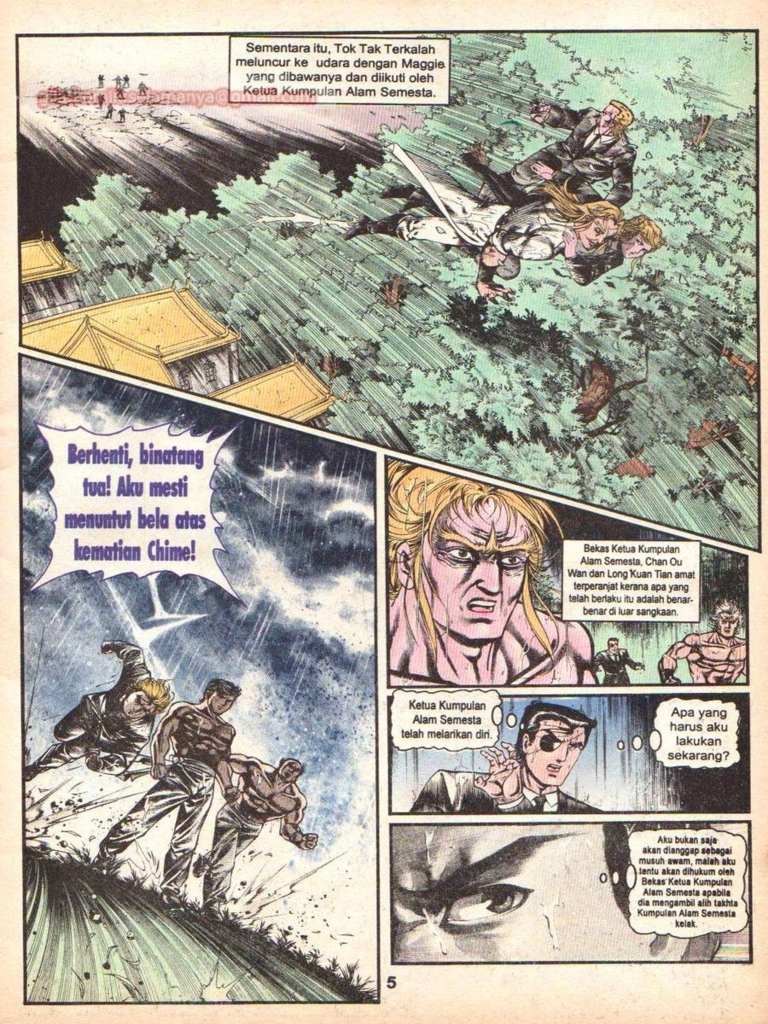 Sementara itu, Tok Tak Terkalah
meluncur ke udara dengan Maggie
yang dibawanya dan diikuti oleh
Ketua Kumpulan Alam Semesta.
Berhenti, binatang
tua! Aku mesti
menuntut bela atas
kematian Chime!
Bekas Ketua Kumpulan
Alam Semesta, Chan Ou
Wan dan Long Kuan Tian amat
terperanjat kerana apa yang
telah berlaku itu adalah benar-
benar di luar sangkaan.
Ketua Kumpulan
Alam Semesta
telah melarikan diri.
Apa yang
harus aku
lakukan
sekarang?
Aku bukan saja
akan dianggap sebagai
musuh awam, malah aku
tentu akan dihukum oleh
Bekas Ketua Kumpulan
Alam Semesta apabila
dia mengambil alih takhta
Kumpulan Alam Semesta
kelak.
5